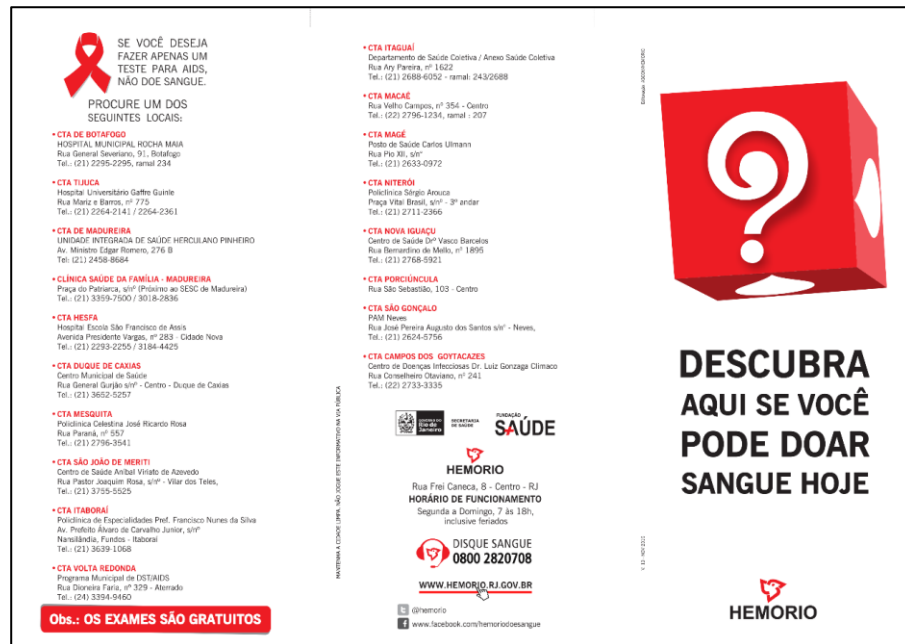 SE VOCÊ DESEJA
FAZER APENAS UM
TESTE PARA AIDS,
NÃO DOE SANGUE.
PROCURE UM DOS
SEGUINTES LOCAIS:
• CTA DE BOTAFOGO
HOSPITAL MUNICIPAL ROCHA MAIA
Rua General Severiano, 91, Botafogo
Tel.: (21) 2295-2295, ramal 234
• CTA TIJUCA
Hospital Universitário Gaffre Guinle
Rua Mariz e Barros, nº 775
Tel.: (21) 2264-2141 / 2264-2361
• CTA DE MADUREIRA
UNIDADE INTEGRADA DE SAÚDE HERCULANO PINHEIRO
Av. Ministro Edgar Romero, 276 B
Tel: (21) 2458-8684
• CLÍNICA SAÚDE DA FAMÍLIA - MADUREIRA
Praça do Patriarca, s/nº (Próximo ao SESC de Madureira)
Tel.: (21) 3359-7500 / 3018-2836
• CTA HESFA
Hospital Escola São Francisco de Assis
Avenida Presidente Vargas, nº 283 - Cidade Nova
Tel.: (21) 2293-2255 / 3184-4425
• CTA DUQUE DE CAXIAS
Centro Municipal de Saúde
Rua General Gurjão s/nº - Centro - Duque de Caxias
Tel.: (21) 3652-5257
• CTA MESQUITA
Policlínica Celestina José Ricardo Rosa
Rua Paraná, nº 557
Tel.: (21) 2796-3541
• CTA SÃO JOÃO DE MERITI
Centro de Saúde Aníbal Viriato de Azevedo
Rua Pastor Joaquim Rosa, s/nº - Vilar dos Teles,
Tel.: (21) 3755-5525
• CTA ITABORAÍ
Policlínica de Especialidades Pref. Francisco Nunes da Silva
Av. Prefeito Álvaro de Carvalho Junior, s/nº
Nansilândia, Fundos - Itaboraí
Tel.: (21) 3639-1068
• CTA VOLTA REDONDA
Programa Municipal de DST/AIDS
Rua Dioneira Faria, nº 329 - Aterrado
Tel.: (24) 3394-9460
Obs.: OS EXAMES SÃO GRATUITOS
• CTA ITAGUAÍ
Departamento de Saúde Coletiva / Anexo Saúde Coletiva
Rua Ary Pareira, nº 1622
Tel.: (21) 2688-6052 - ramal: 243/2688
• CTA MACAÉ
Rua Velho Campos, nº 354 - Centro
Tel.: (22) 2796-1234, ramal : 207
• CTA MAGÉ
Posto de Saúde Carlos Ulmann
Rua Pio XII, s/nº
Tel.: (21) 2633-0972
• CTA NITERÓI
Policlínica Sérgio Arouca
Praça Vital Brasil, s/nº - 3º andar
Tel.: (21) 2711-2366
• CTA NOVA IGUAÇU
Centro de Saúde Drº Vasco Barcelos
Rua Bernardino de Mello, nº 1895
Tel.: (21) 2768-5921
• CTA PORCIÚNCULA
Rua São Sebastião, 103 - Centro
• CTA SÃO GONÇALO
PAM Neves
Rua José Pereira Augusto dos Santos s/nº - Neves,
Tel.: (21) 2624-5756
• CTA CAMPOS DOS GOYTACAZES
Centro de Doenças Infecciosas Dr. Luiz Gonzaga Clímaco
Rua Conselheiro Otaviano, nº 241
Tel.: (22) 2733-3335
MANTENHA A CIDADE LIMPA. NÃO JOGUE ESTE INFORMATIVO NA VIA PÚBLICA
GOVERNO DO
Rio de
Janeiro
SECRETARIA
DE SAÚDE
FUNDAÇÃO
SAÚDE
HEMORIO
Rua Frei Caneca, 8 - Centro - RJ
HORÁRIO DE FUNCIONAMENTO
Segunda a Domingo, 7 às 18h,
inclusive feriados
DISQUE SANGUE
0800 2820708
WWW.HEMORIO.RJ.GOV.BR
@hemorio
www.facebook.com/hemoriodoesangue
?
DESCUBRA
AQUI SE VOCÊ
PODE DOAR
SANGUE HOJE
HEMORIO